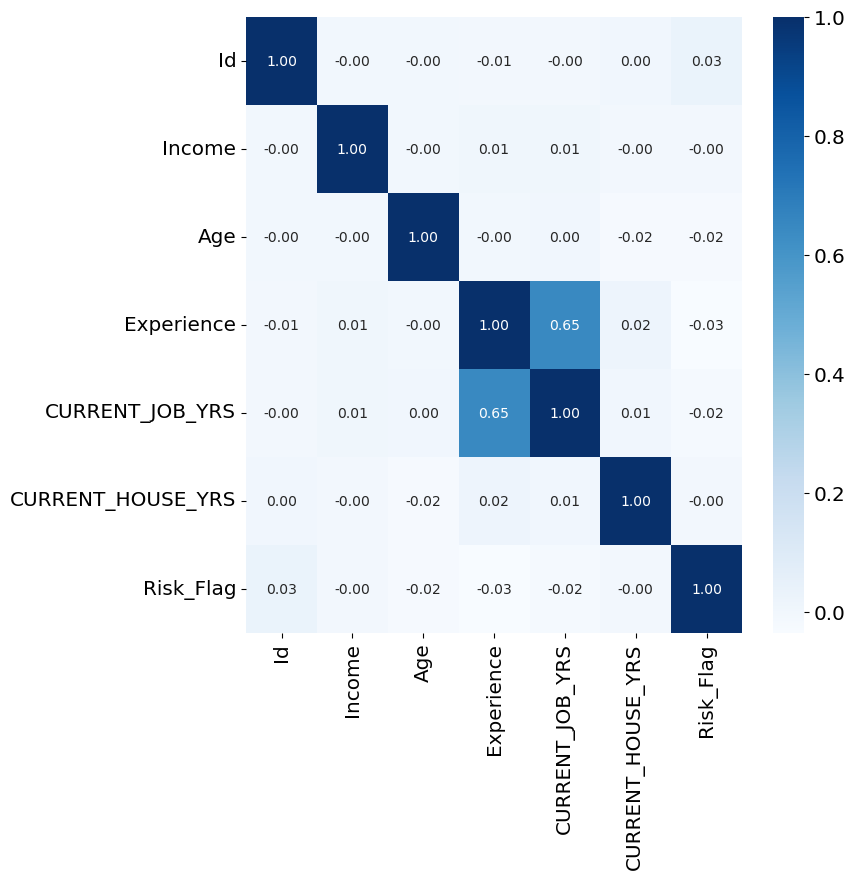 1.0
Id 1.00 -0.00 -0.00 -0.01 -0.00 0.00 0.03
0.8
Income -0.00 1.00 -0.00 0.01 0.01 -0.00 -0.00
Age -0.00 -0.00 1.00 -0.00 0.00 -0.02 -0.02
0.6
Experience -0.01 0.01 -0.00 1.00 0.65 0.02 -0.03
0.4
CURRENT_JOB_YRS -0.00 0.01 0.00 0.65 1.00 0.01 -0.02
0.2
CURRENT_HOUSE_YRS 0.00 -0.00 -0.02 0.02 0.01 1.00 -0.00
Risk_Flag 0.03 -0.00 -0.02 -0.03 -0.02 -0.00 1.00
0.0
Id
Income
Age
Experience
CURRENT_JOB_YRS
CURRENT_HOUSE_YRS
Risk_Flag